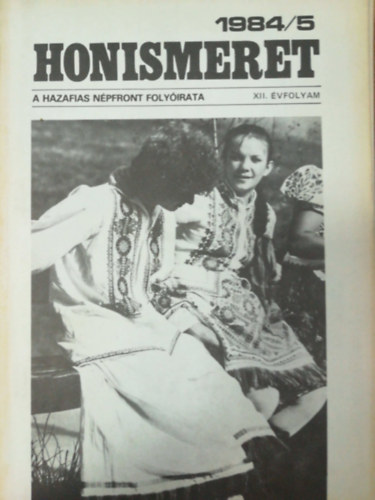 1984/5
HONISMERET
A HAZAFIAS NÉPFRONT FOLYÓIRATA XII. ÉVFOLYAM